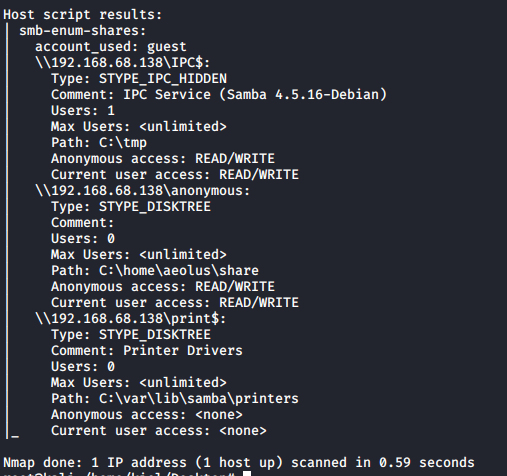 Host script results:
| smb-enum-shares:
|   account_used: guest
|   \\192.168.68.138\IPC$:
|     Type: STYPE_IPC_HIDDEN
|     Comment: IPC Service (Samba 4.5.16-Debian)
|     Users: 1
|     Max Users: <unlimited>
|     Path: C:\tmp
|     Anonymous access: READ/WRITE
|     Current user access: READ/WRITE
|   \\192.168.68.138\anonymous:
|     Type: STYPE_DISKTREE
|     Comment:
|     Users: 0
|     Max Users: <unlimited>
|     Path: C:\home\aeolus\share
|     Anonymous access: READ/WRITE
|     Current user access: READ/WRITE
|   \\192.168.68.138\print$:
|     Type: STYPE_DISKTREE
|     Comment: Printer Drivers
|     Users: 0
|     Max Users: <unlimited>
|     Path: C:\var\lib\samba\printers
|     Anonymous access: <none>
|_    Current user access: <none>
Nmap done: 1 IP address (1 host up) scanned in 0.59 seconds